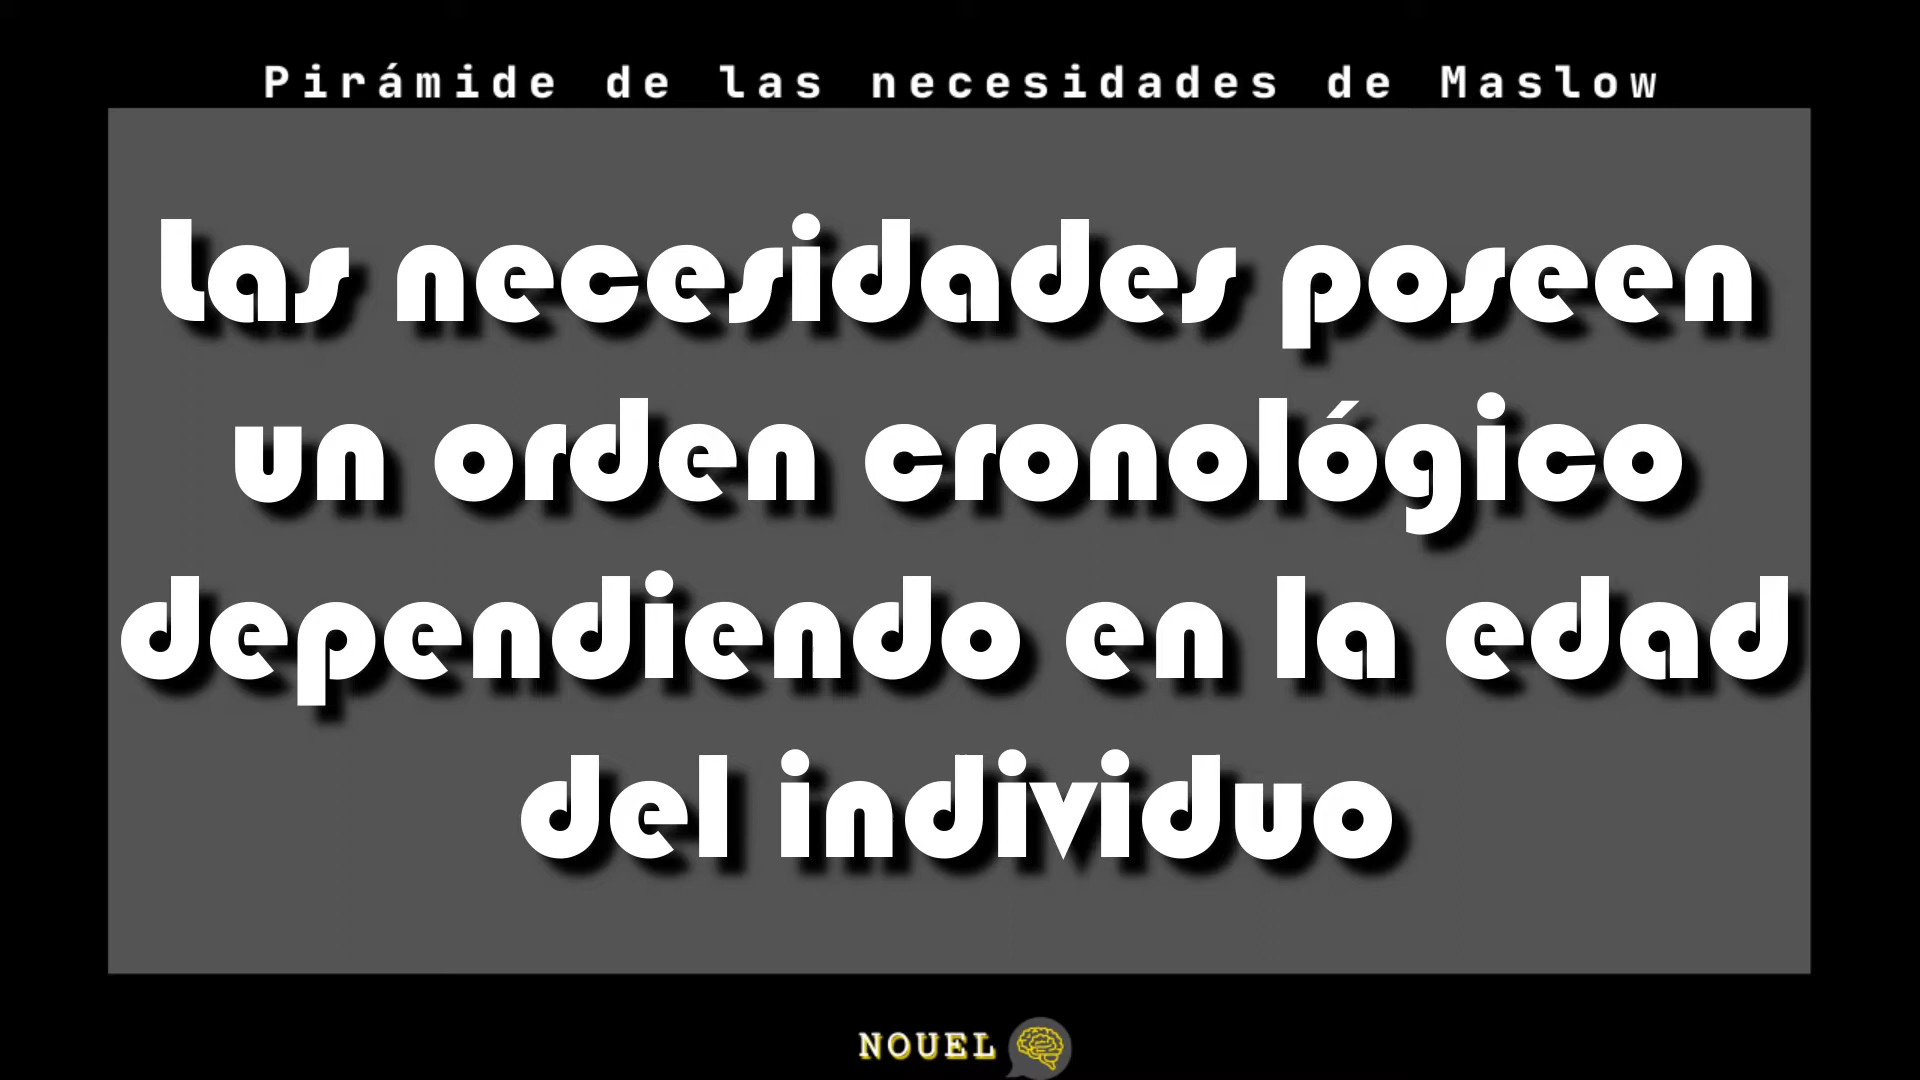 Pirámide de las necesidades de Maslow
Las necesidades poseen
un orden cronológico
dependiendo en la edad
del individuo
NOUEL